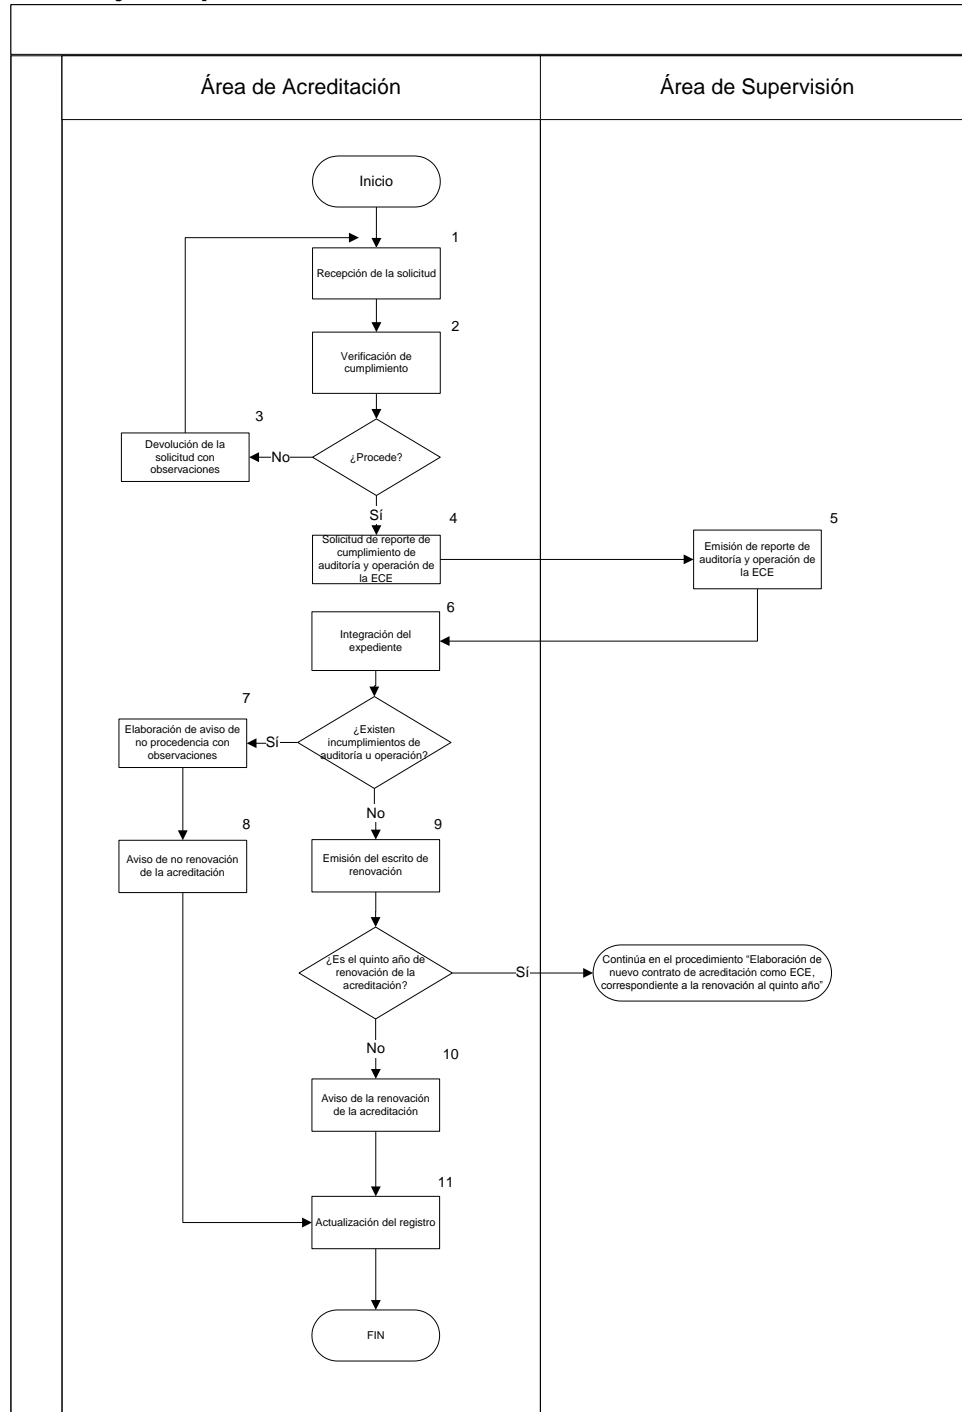 Área de Acreditación
Área de Supervisión
Inicio
1
Recepción de la solicitud
2
Verificación de
cumplimiento
3
Devolución de la
solicitud con
observaciones
No
¿Procede?
Sí
4
Solicitud de reporte de
cumplimiento de
auditoría y operación de
la ECE
5
Emisión de reporte de
auditoría y operación de
la ECE
6
Integración del
expediente
7
Elaboración de aviso de
no procedencia con
observaciones
Sí
¿Existen
incumplimientos de
auditoría u operación?
No
8
Aviso de no renovación
de la acreditación
9
Emisión del escrito de
renovación
¿Es el quinto año de
renovación de la
acreditación?
Sí
Continúa en el procedimiento “Elaboración de
nuevo contrato de acreditación como ECE,
correspondiente a la renovación al quinto año”
No
10
Aviso de la renovación
de la acreditación
11
Actualización del registro
FIN